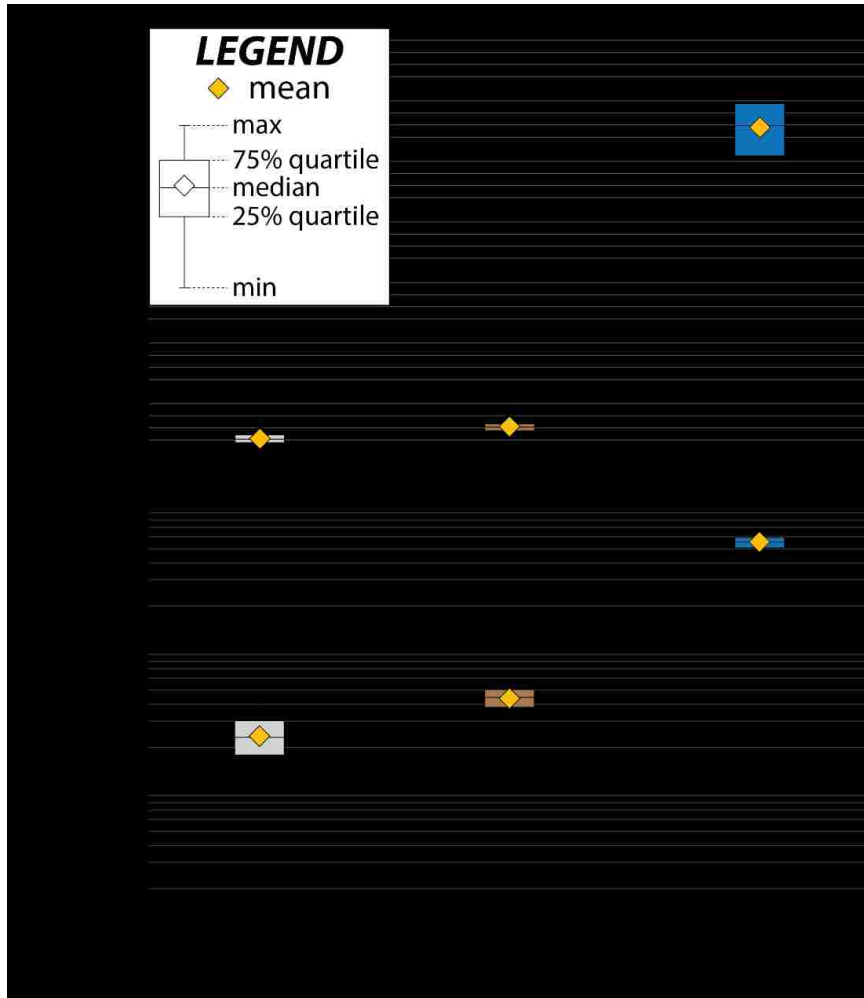 LEGEND
mean
max
75% quartile
median
25% quartile
min